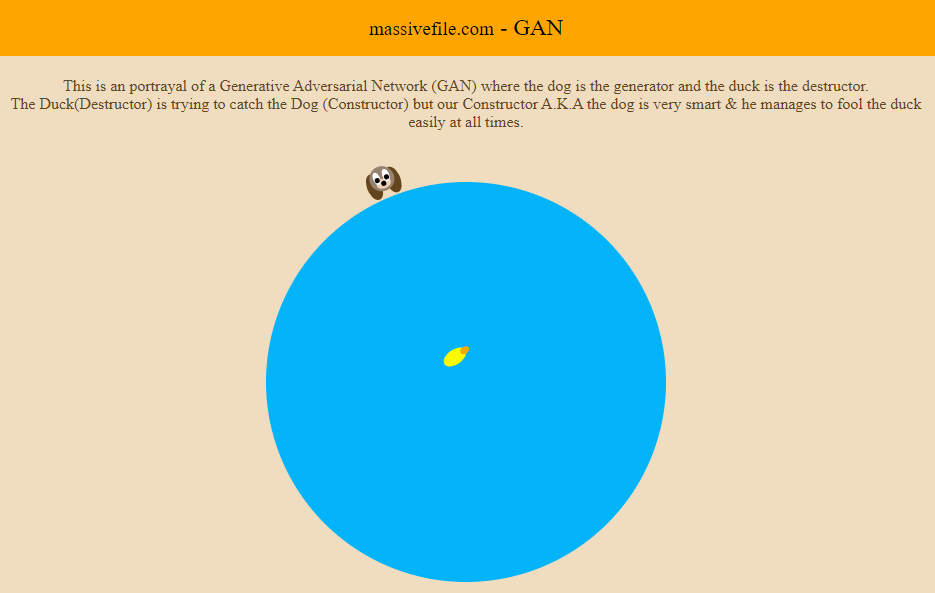 massivefile.com - GAN
This is an portrayal of a Generative Adversarial Network (GAN) where the dog is the generator and the duck is the destructor.
The Duck(Destructor) is trying to catch the Dog (Constructor) but our Constructor A.K.A the dog is very smart & he manages to fool the duck
easily at all times.